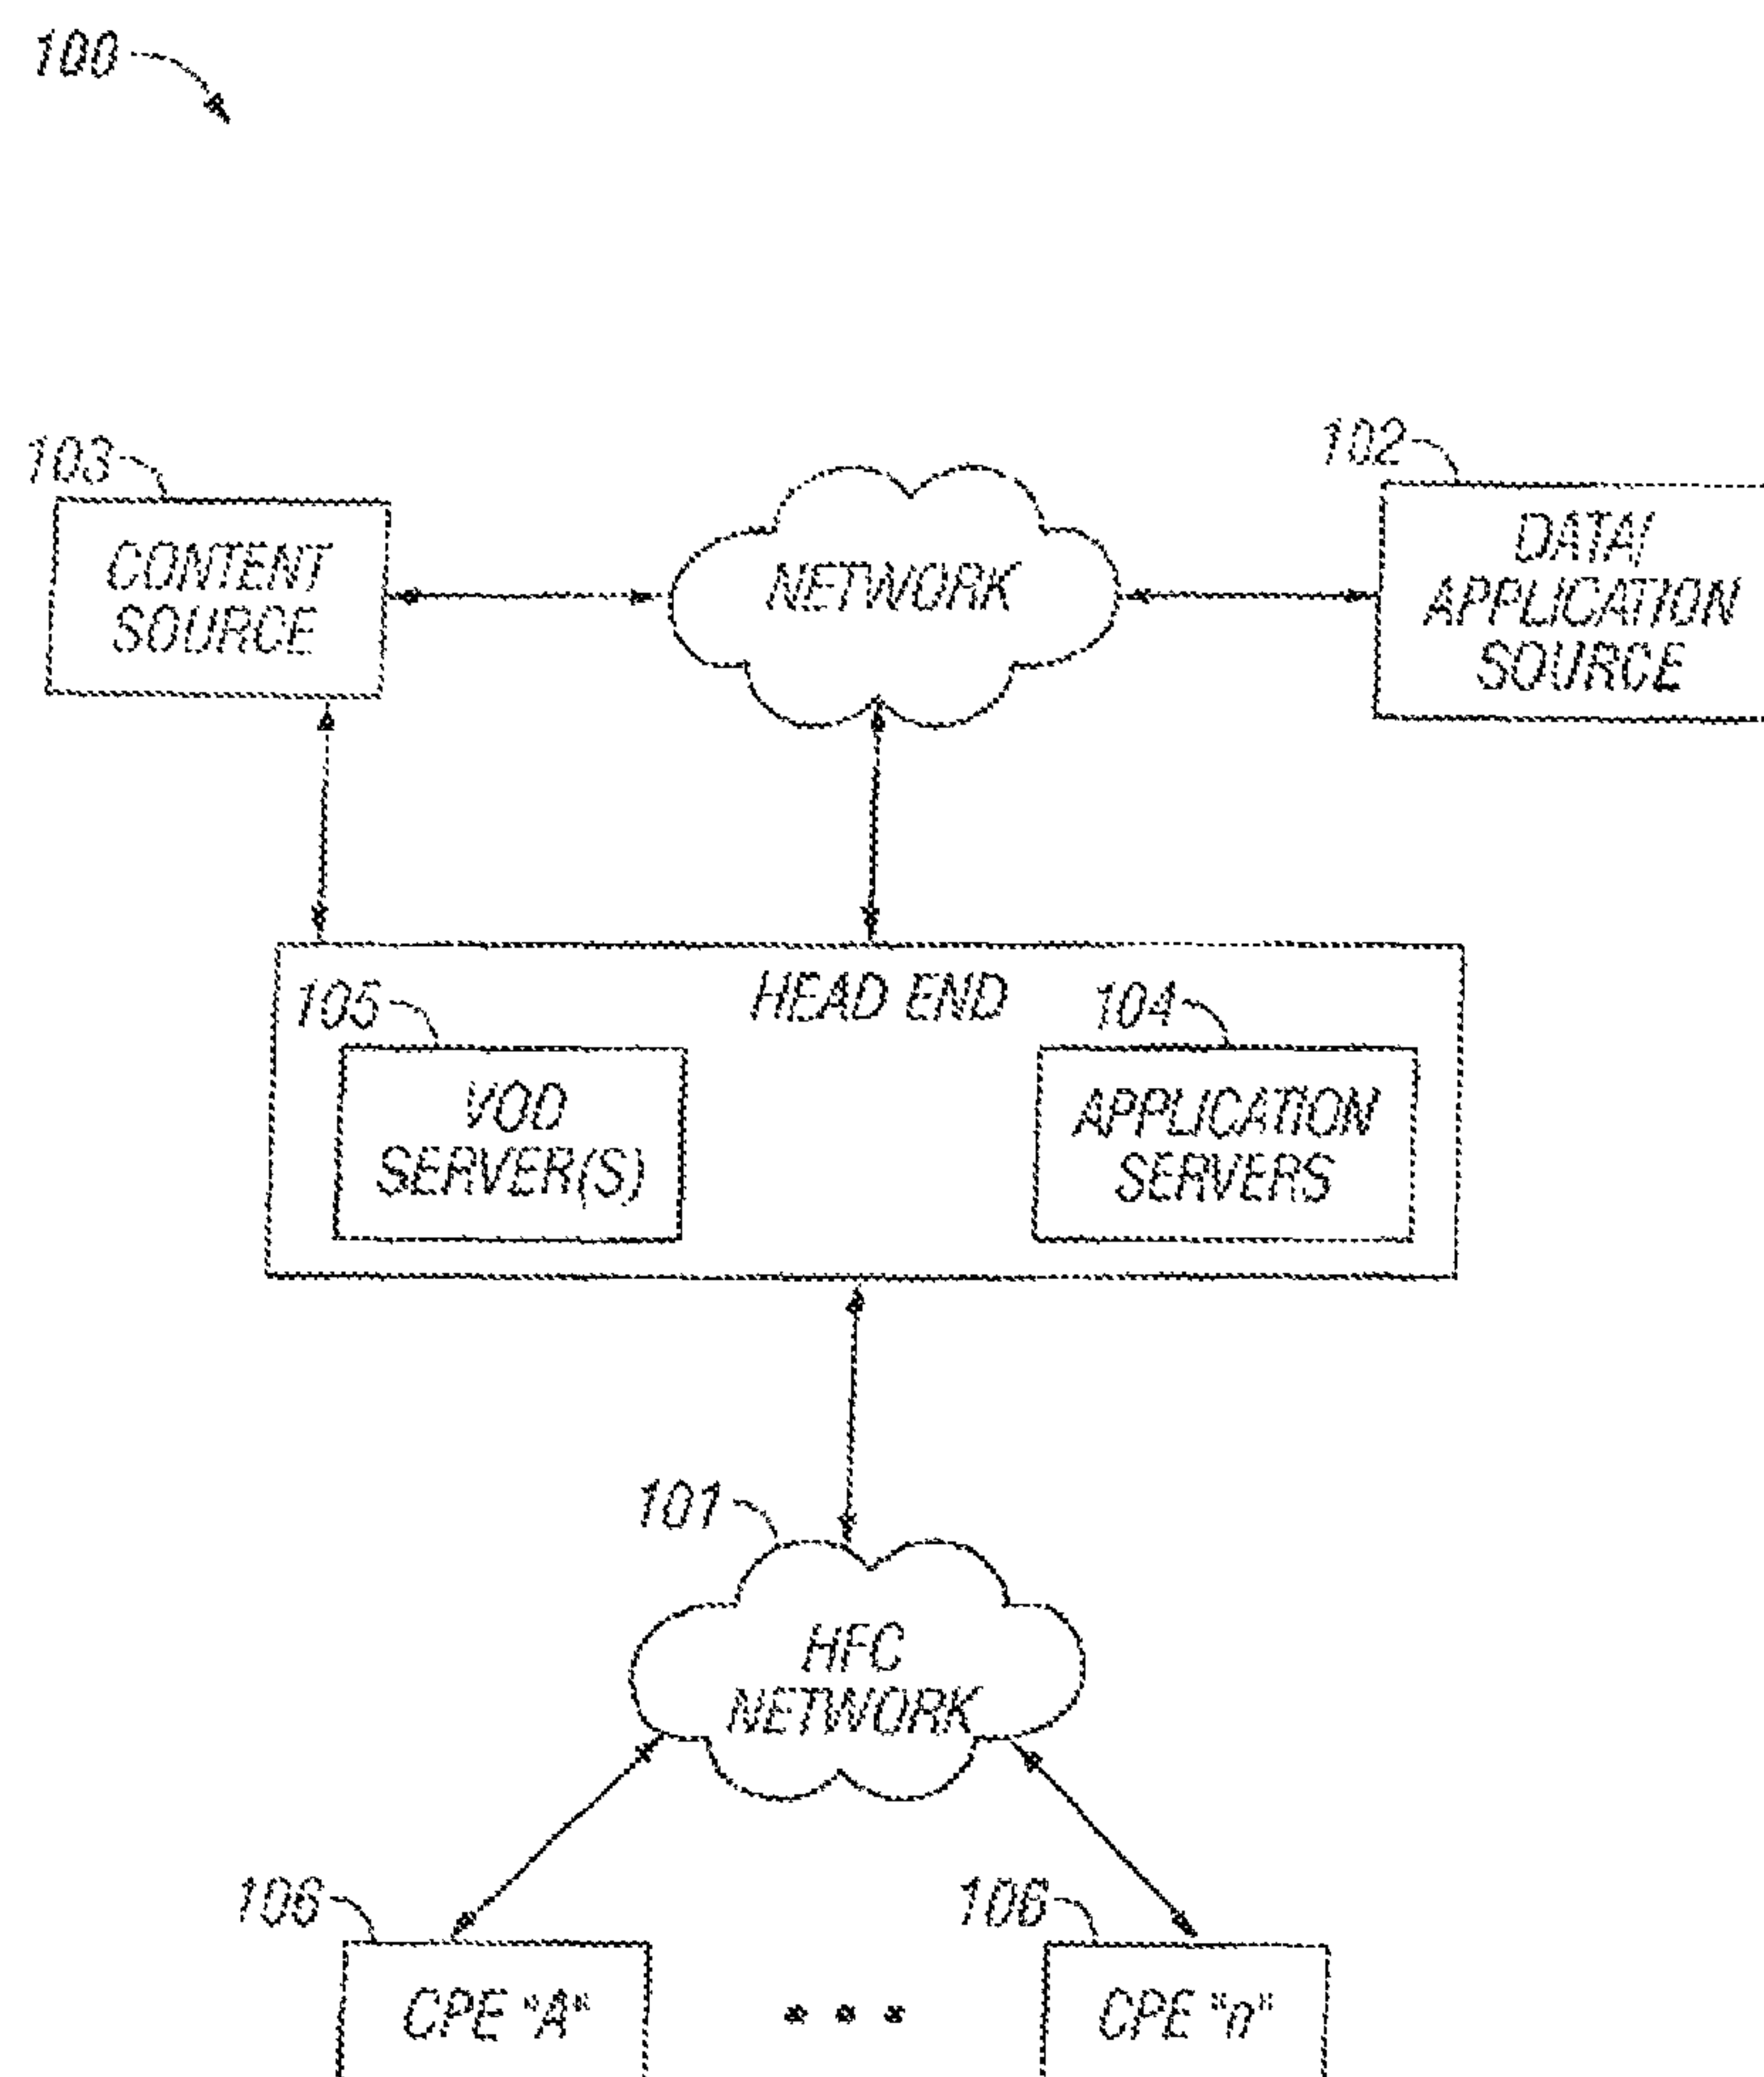 100
103
102
CONTENT
SOURCE
NETWORK
DATA/
APPLICATION
SOURCE
HEAD END
105
104
VOD
SERVER(S)
APPLICATION
SERVERS
101
HFC
NETWORK
106
106
CPE "A"
• • •
CPE "n"